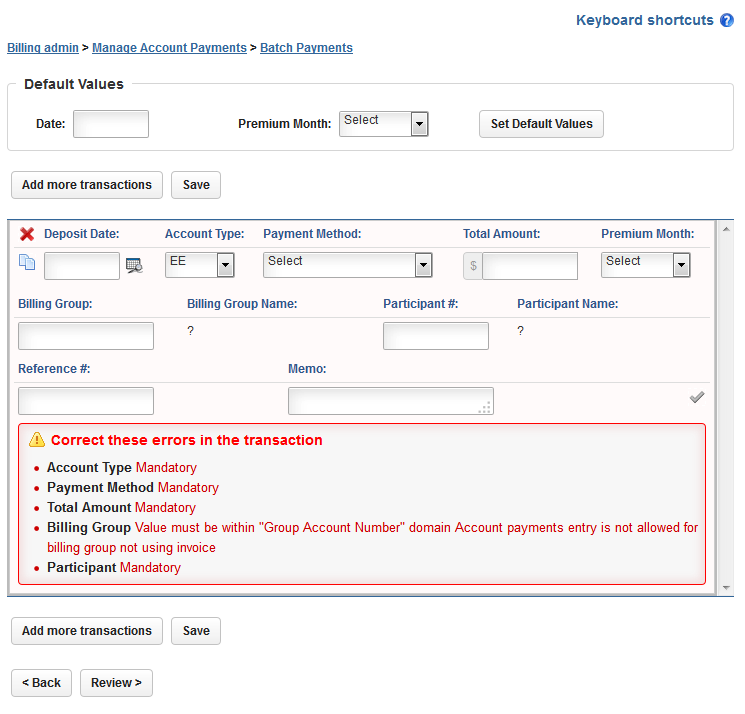 Keyboard shortcuts ?
Billing admin > Manage Account Payments > Batch Payments
Default Values
Date: Premium Month: Select Set Default Values
Add more transactions Save
Deposit Date: Account Type: Payment Method: Total Amount: Premium Month:
EE Select $ Select
Billing Group: Billing Group Name: Participant #: Participant Name:
? ?
Reference #: Memo:
Correct these errors in the transaction
• Account Type Mandatory
• Payment Method Mandatory
• Total Amount Mandatory
• Billing Group Value must be within "Group Account Number" domain Account payments entry is not allowed for
billing group not using invoice
• Participant Mandatory
Add more transactions Save
< Back Review >